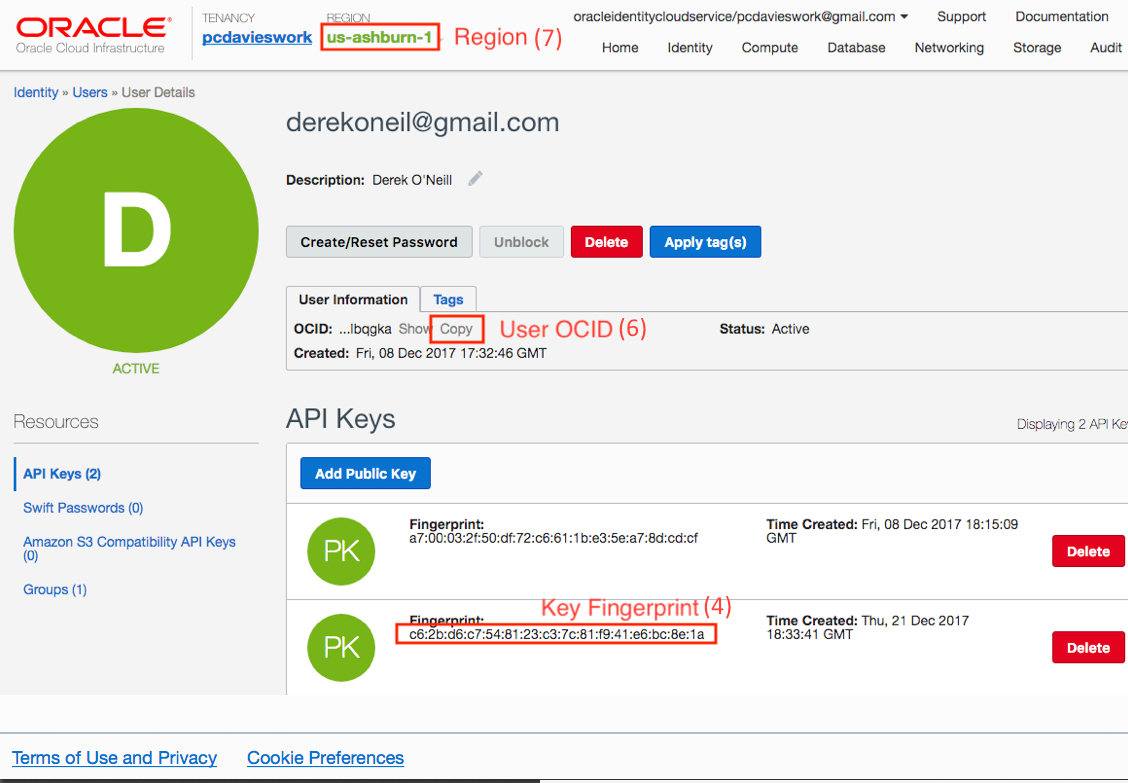 ORACLE®
Oracle Cloud Infrastructure
TENANCY
pcdavieswork
REGION
us-ashburn-1
Region (7)
oracleidentitycloudservice/pcdavieswork@gmail.com
Support
Documentation
Home
Identity
Compute
Database
Networking
Storage
Audit
Identity » Users » User Details
D
ACTIVE
derekoneil@gmail.com
Description: Derek O'Neill
Create/Reset Password
Unblock
Delete
Apply tag(s)
User Information
Tags
OCID: ...lbqgka Show Copy
User OCID (6)
Status: Active
Created: Fri, 08 Dec 2017 17:32:46 GMT
Resources
API Keys (2)
Swift Passwords (0)
Amazon S3 Compatibility API Keys
(0)
Groups (1)
API Keys
Displaying 2 API Key
Add Public Key
PK
Fingerprint:
a7:00:03:2f:50:df:72:c6:61:1b:e3:5e:a7:8d:cd:cf
Time Created: Fri, 08 Dec 2017 18:15:09
GMT
Delete
PK
Key Fingerprint (4)
Fingerprint:
c6:2b:d6:c7:54:81:23:c3:7c:81:f9:41:e6:bc:8e:1a
Time Created: Thu, 21 Dec 2017
18:33:41 GMT
Delete
Terms of Use and Privacy
Cookie Preferences